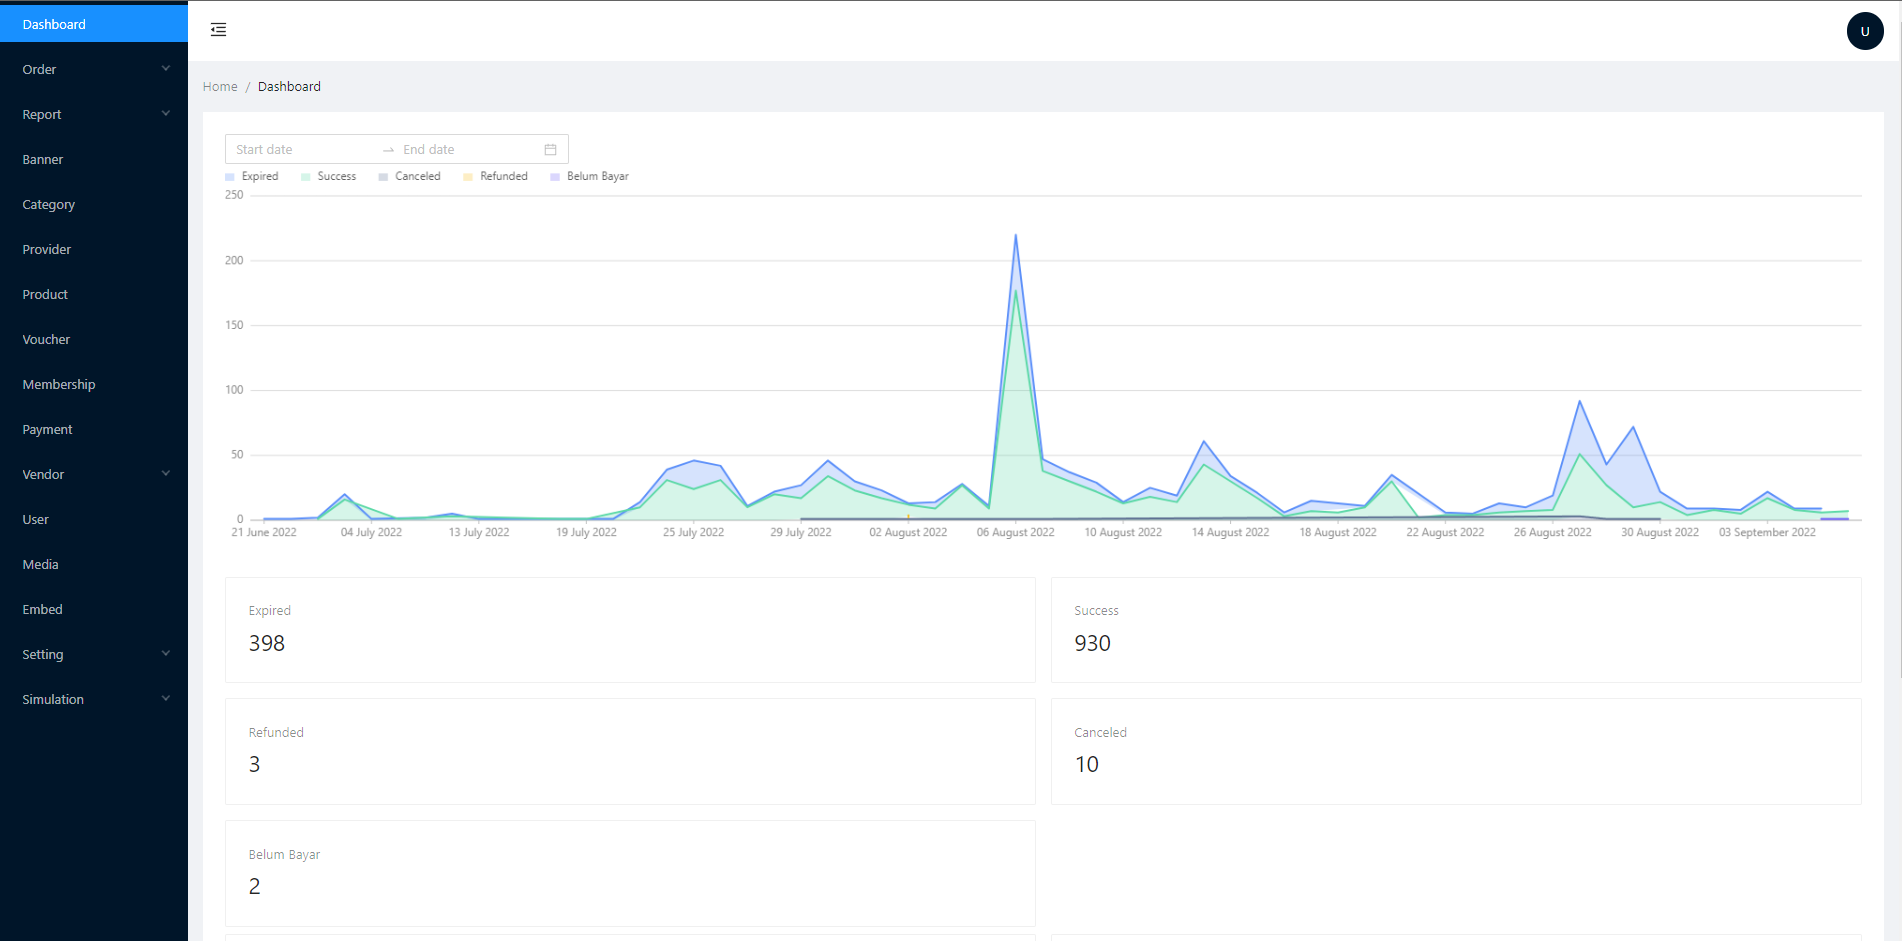 Dashboard
Order
Report
Banner
Category
Provider
Product
Voucher
Membership
Payment
Vendor
User
Media
Embed
Setting
Simulation
U
Home / Dashboard
Start date → End date
Expired Success Canceled Refunded Belum Bayar
250
200
150
100
50
0
21 June 2022 04 July 2022 13 July 2022 19 July 2022 25 July 2022 29 July 2022 02 August 2022 06 August 2022 10 August 2022 14 August 2022 18 August 2022 22 August 2022 26 August 2022 30 August 2022 03 September 2022
Expired
398
Success
930
Refunded
3
Canceled
10
Belum Bayar
2